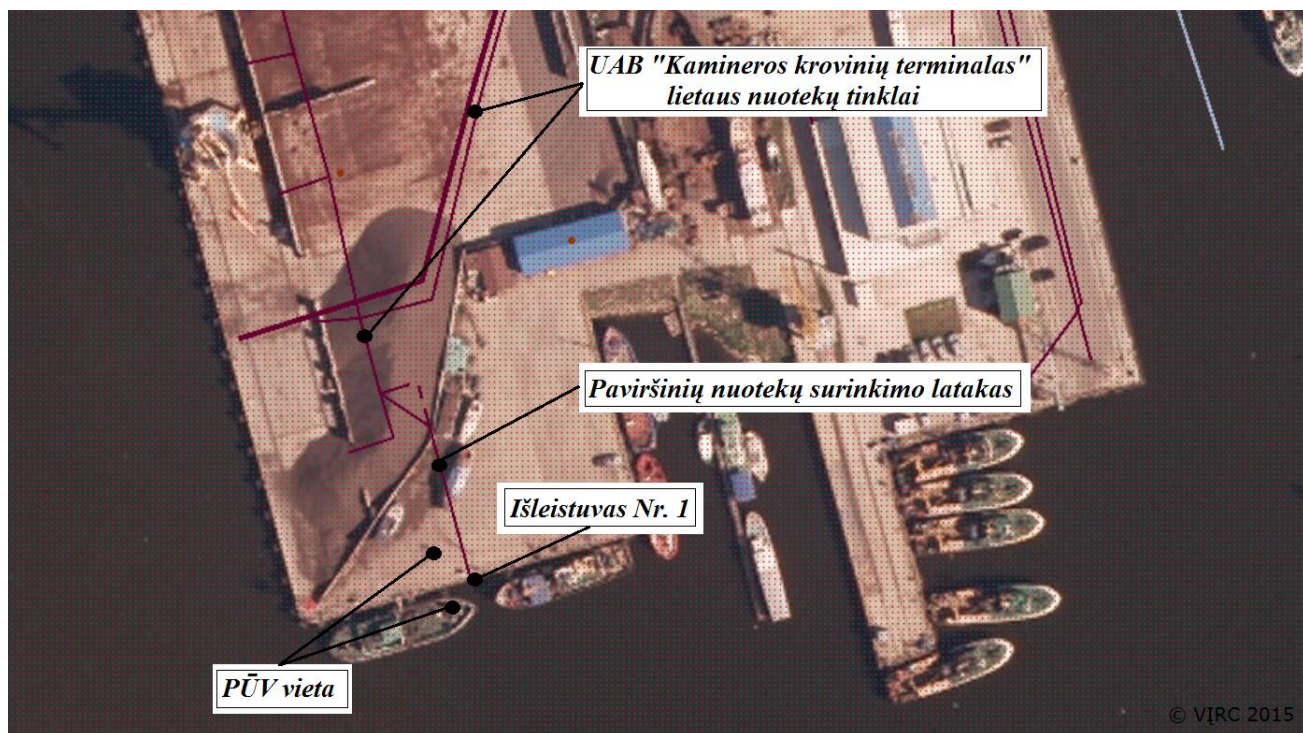 UAB "Kamineros krovinių terminalas"
lietaus nuotekų tinklai
Paviršinių nuotekų surinkimo latakas
Išleistuvas Nr. 1
PŪV vieta
© VĮRC 2015